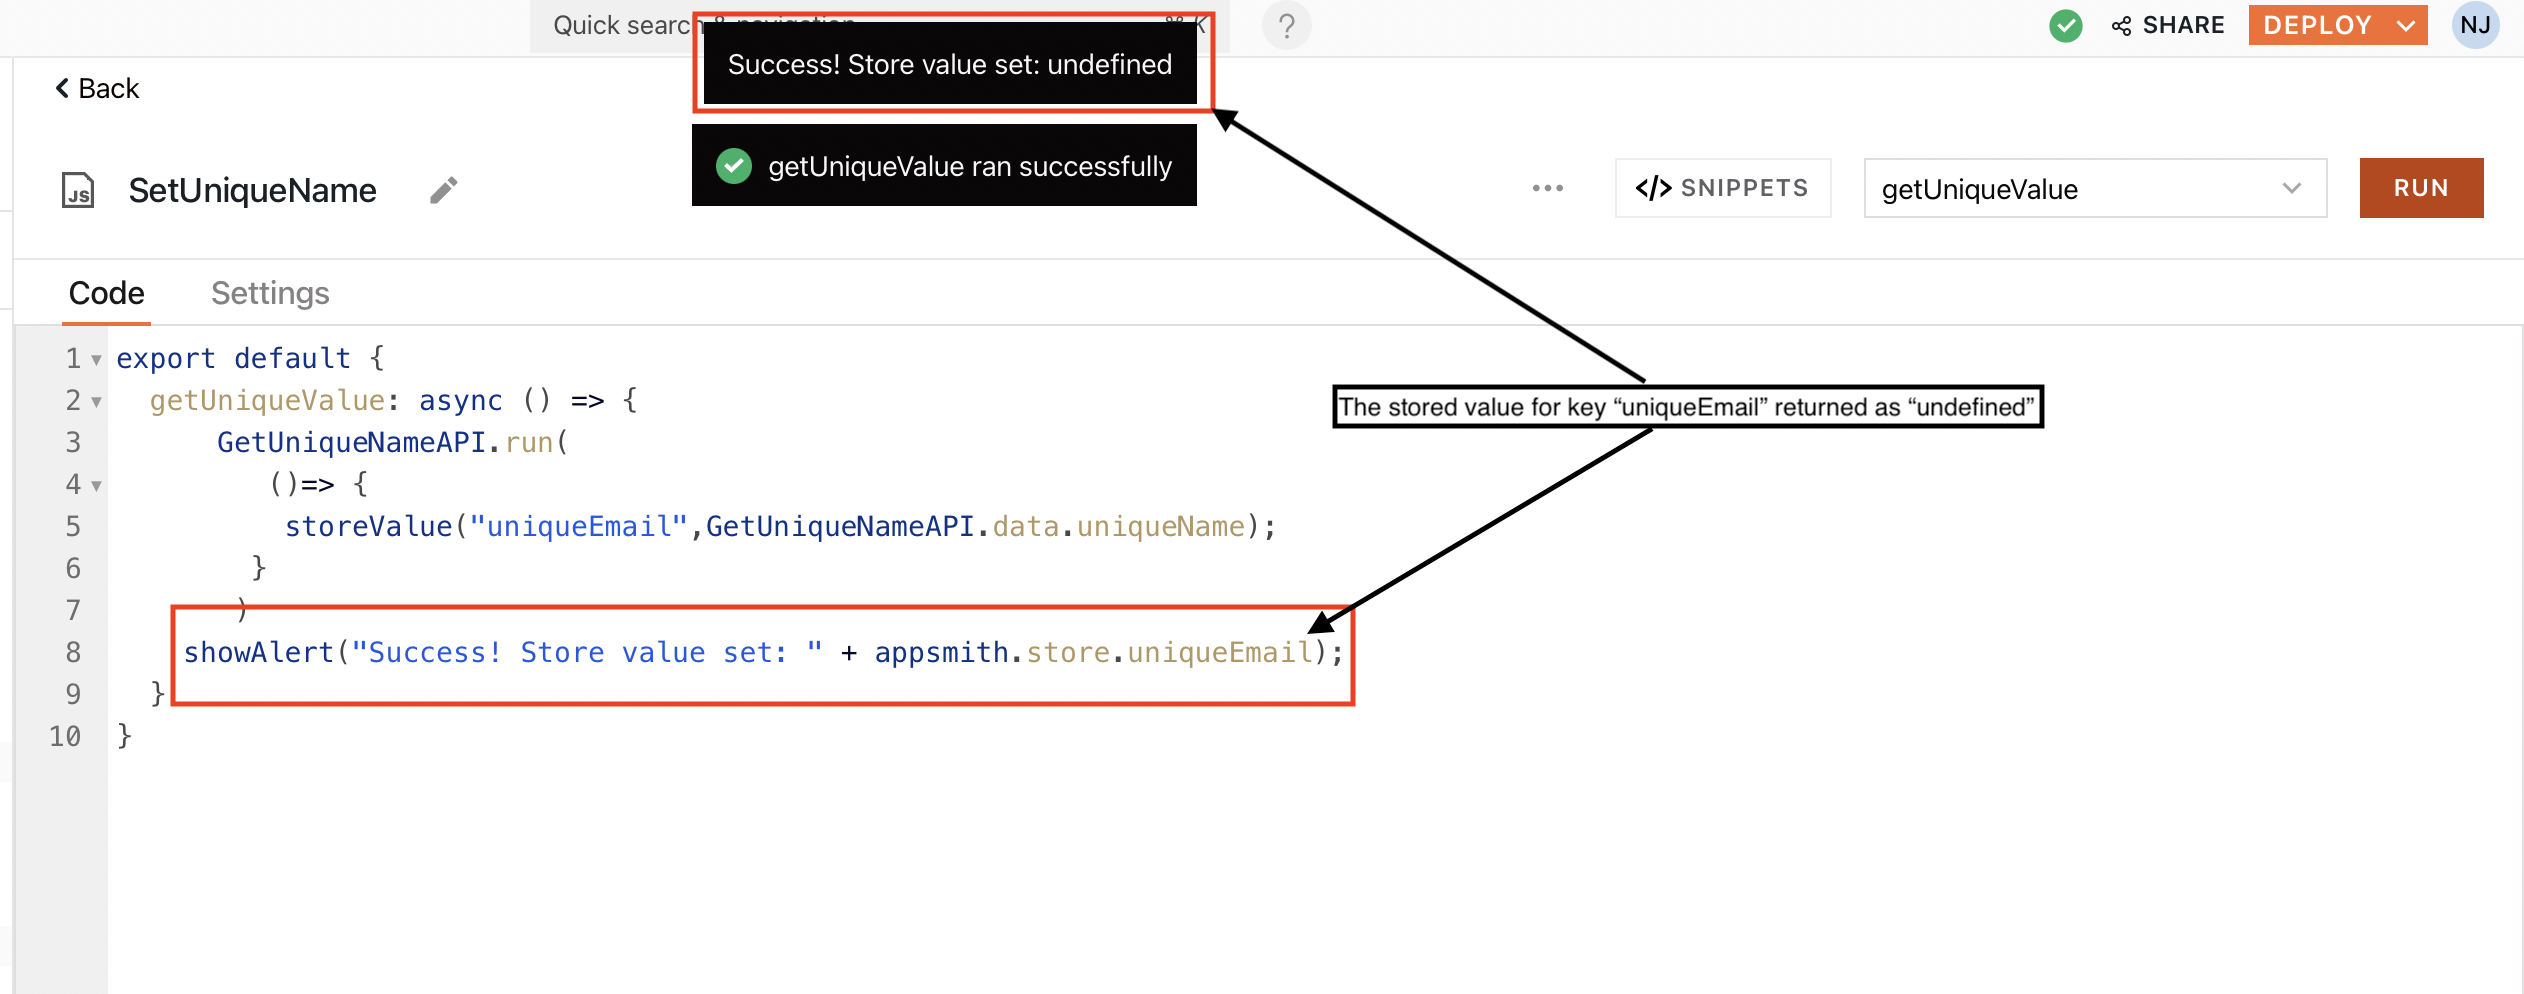 Quick search & navigation ⌘ K
?
SHARE
DEPLOY
NJ
Success! Store value set: undefined
Back
getUniqueValue ran successfully
JS
SetUniqueName
</> SNIPPETS
getUniqueValue
RUN
Code
Settings
1 export default {
2 getUniqueValue: async () => {
The stored value for key “uniqueEmail” returned as “undefined”
3 GetUniqueNameAPI.run(
4 ()=> {
5 storeValue("uniqueEmail",GetUniqueNameAPI.data.uniqueName);
6 }
7 )
8 showAlert("Success! Store value set: " + appsmith.store.uniqueEmail);
9 }
10 }